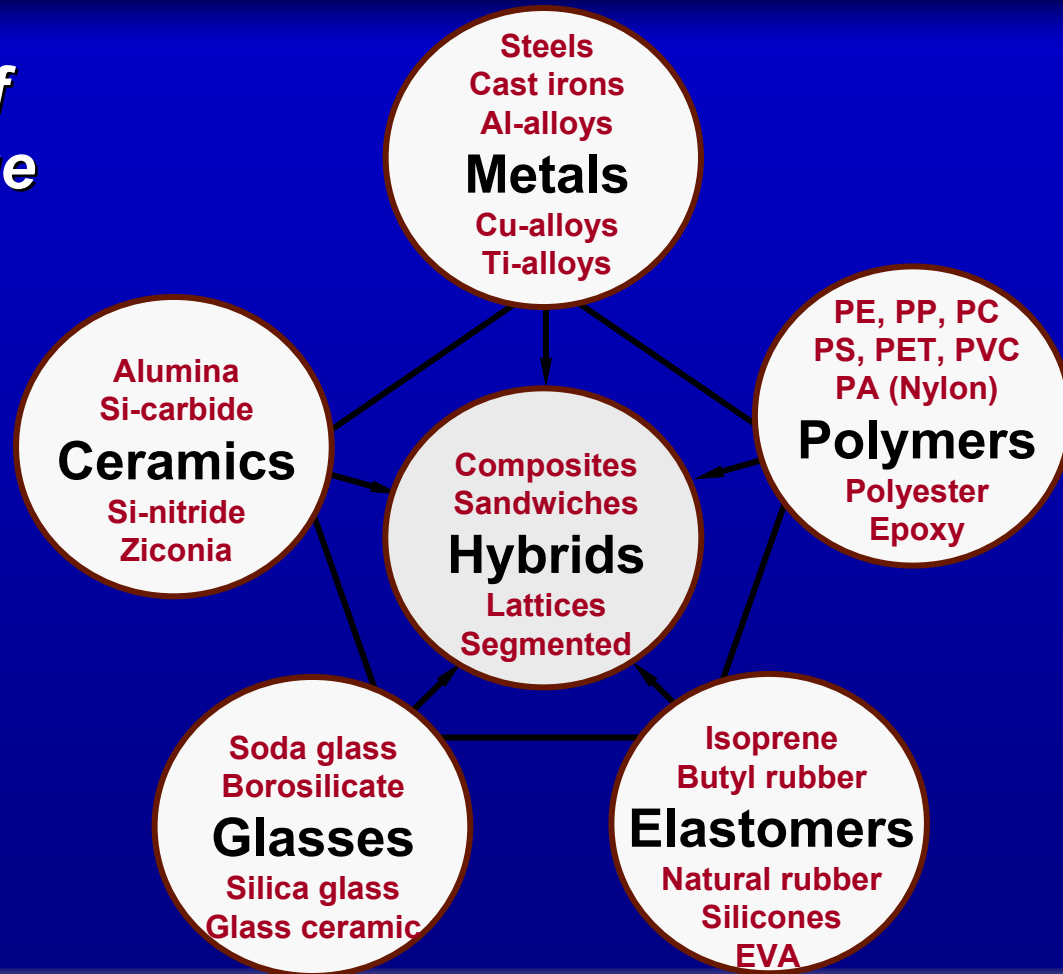 Steels
Cast irons
Al-alloys
Metals
Cu-alloys
Ti-alloys
PE, PP, PC
PS, PET, PVC
PA (Nylon)
Polymers
Polyester
Epoxy
Alumina
Si-carbide
Ceramics
Si-nitride
Ziconia
Composites
Sandwiches
Hybrids
Lattices
Segmented
Soda glass
Borosilicate
Glasses
Silica glass
Glass ceramic
Isoprene
Butyl rubber
Elastomers
Natural rubber
Silicones
EVA